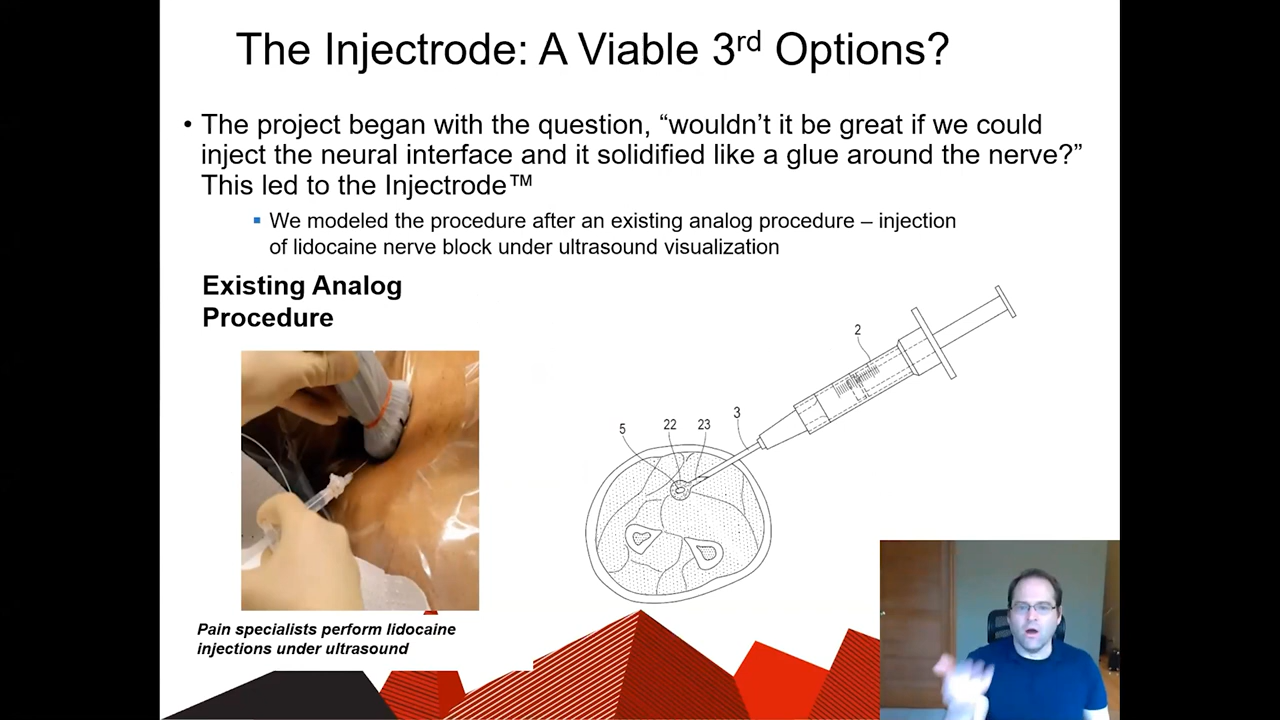 The Injectrode: A Viable 3rd Options?
• The project began with the question, “wouldn’t it be great if we could
inject the neural interface and it solidified like a glue around the nerve?”
This led to the Injectrode™
▪ We modeled the procedure after an existing analog procedure – injection
of lidocaine nerve block under ultrasound visualization
Existing Analog
Procedure
2
3
5 22 23
Pain specialists perform lidocaine
injections under ultrasound